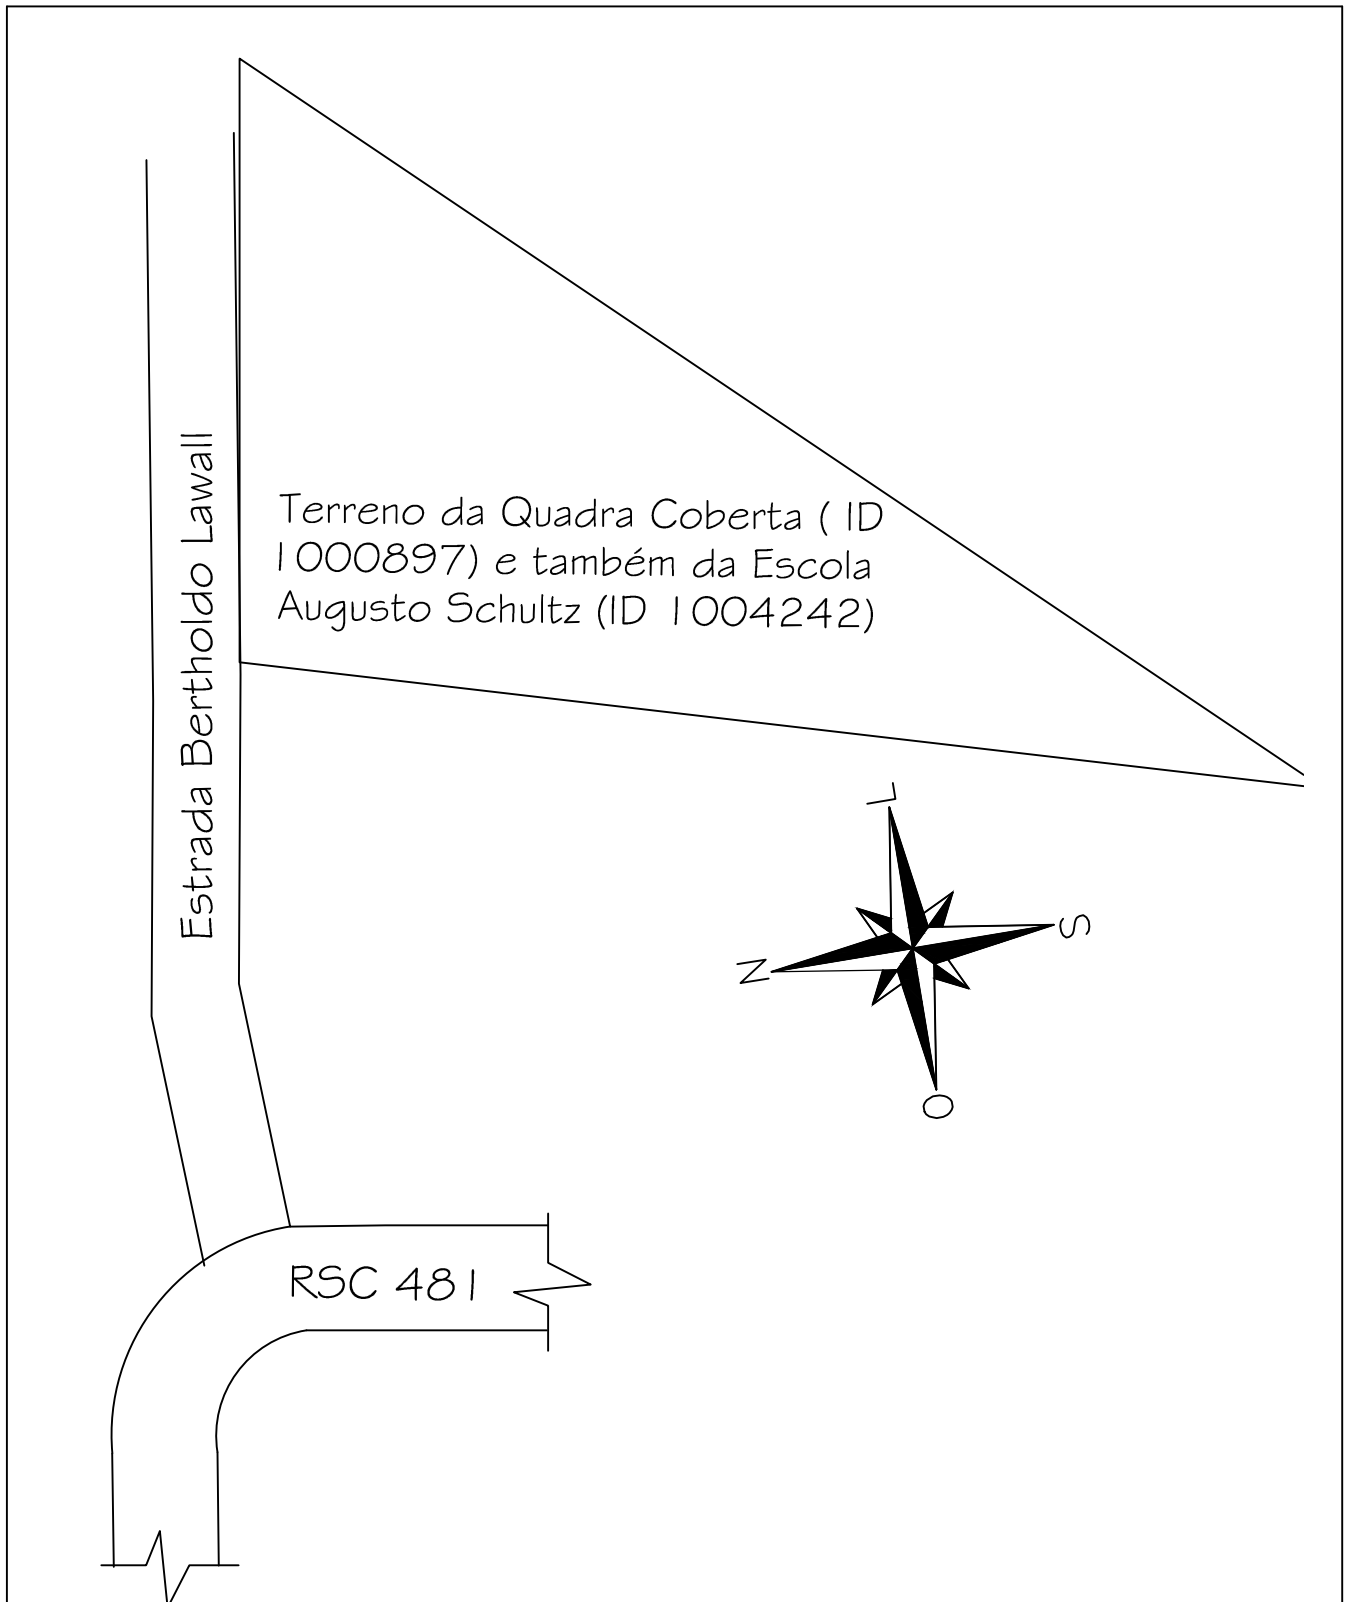 Estrada Bertholdo Lawall
Terreno da Quadra Coberta ( ID
1000897) e também da Escola
Augusto Schultz (ID 1004242)
L
S
N
O
RSC 481